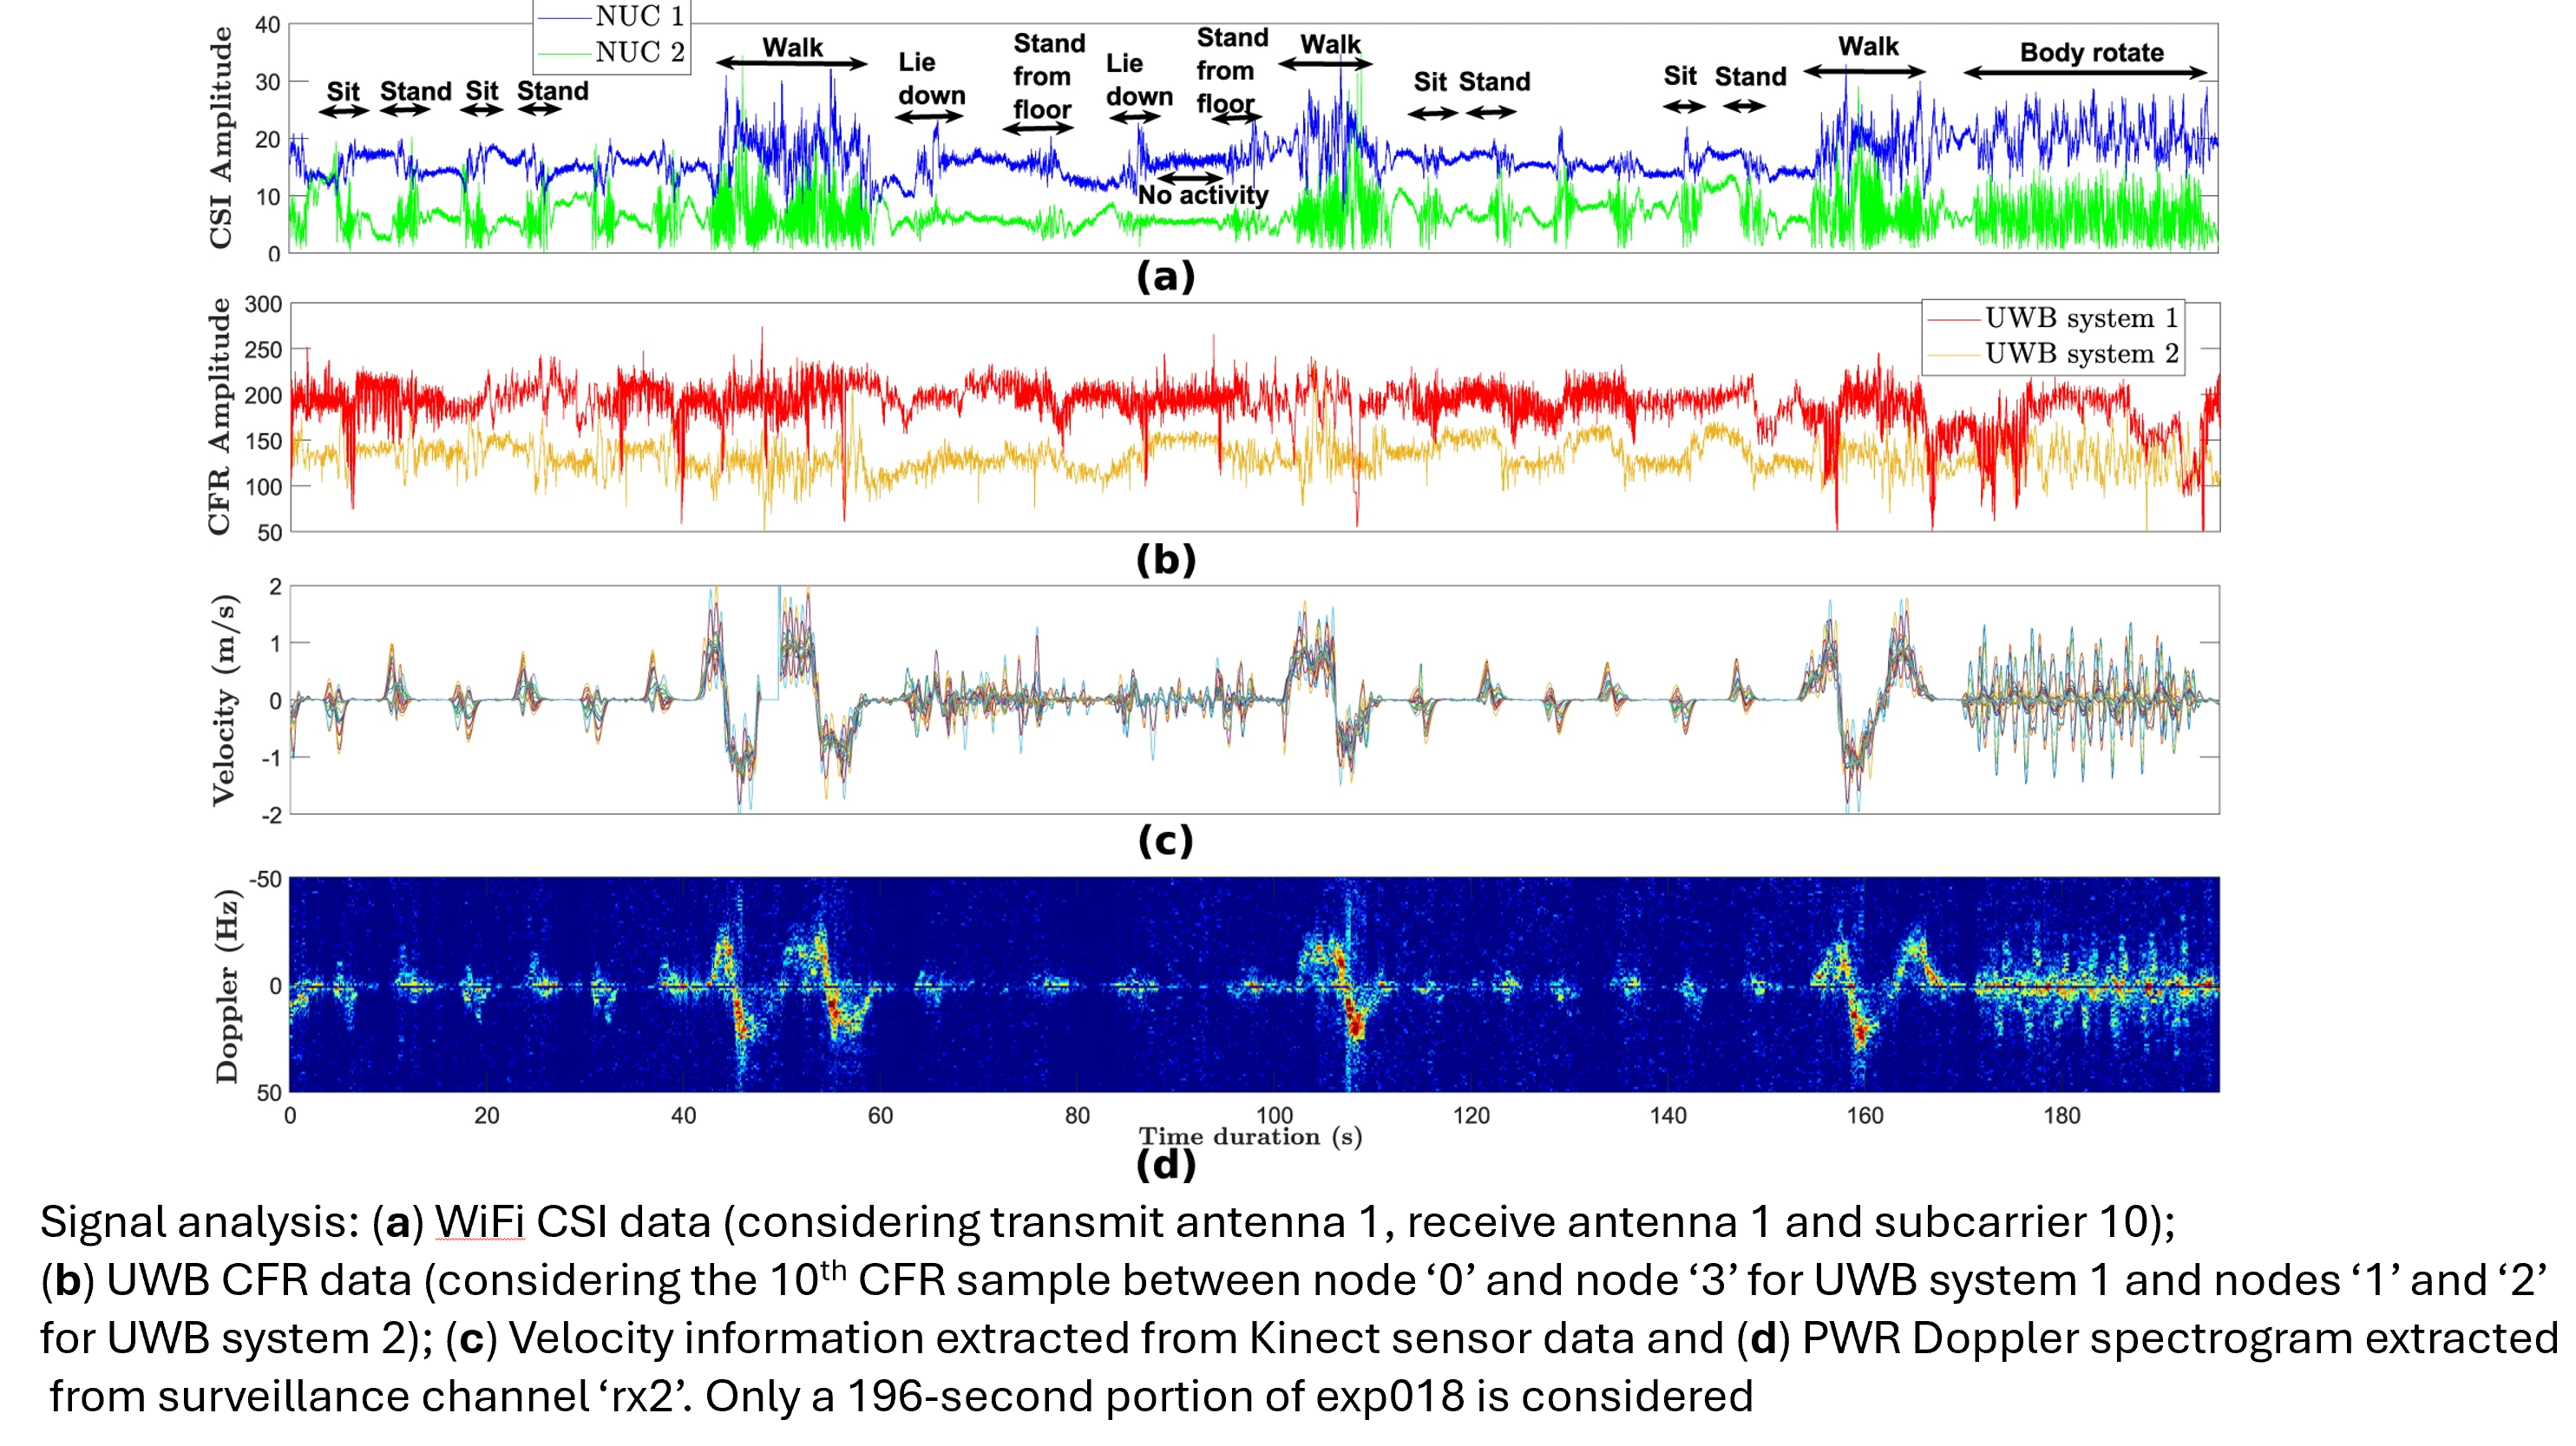 NUC 1
NUC 2
CSI Amplitude
40
30
20
10
0
Sit
Stand
Sit
Stand
Walk
Lie
down
Stand
from
floor
Lie
down
Stand
from
floor
No activity
Walk
Sit
Stand
Sit
Stand
Walk
Body rotate
(a)
CFR Amplitude
300
250
200
150
100
50
UWB system 1
UWB system 2
(b)
Velocity (m/s)
2
1
0
-1
-2
(c)
Doppler (Hz)
-50
0
50
0 20 40 60 80 100 120 140 160 180
Time duration (s)
(d)
Signal analysis: (a) WiFi CSI data (considering transmit antenna 1, receive antenna 1 and subcarrier 10);
(b) UWB CFR data (considering the 10th CFR sample between node ‘0’ and node ‘3’ for UWB system 1 and nodes ‘1’ and ‘2’
for UWB system 2); (c) Velocity information extracted from Kinect sensor data and (d) PWR Doppler spectrogram extracted
from surveillance channel ‘rx2’. Only a 196-second portion of exp018 is considered